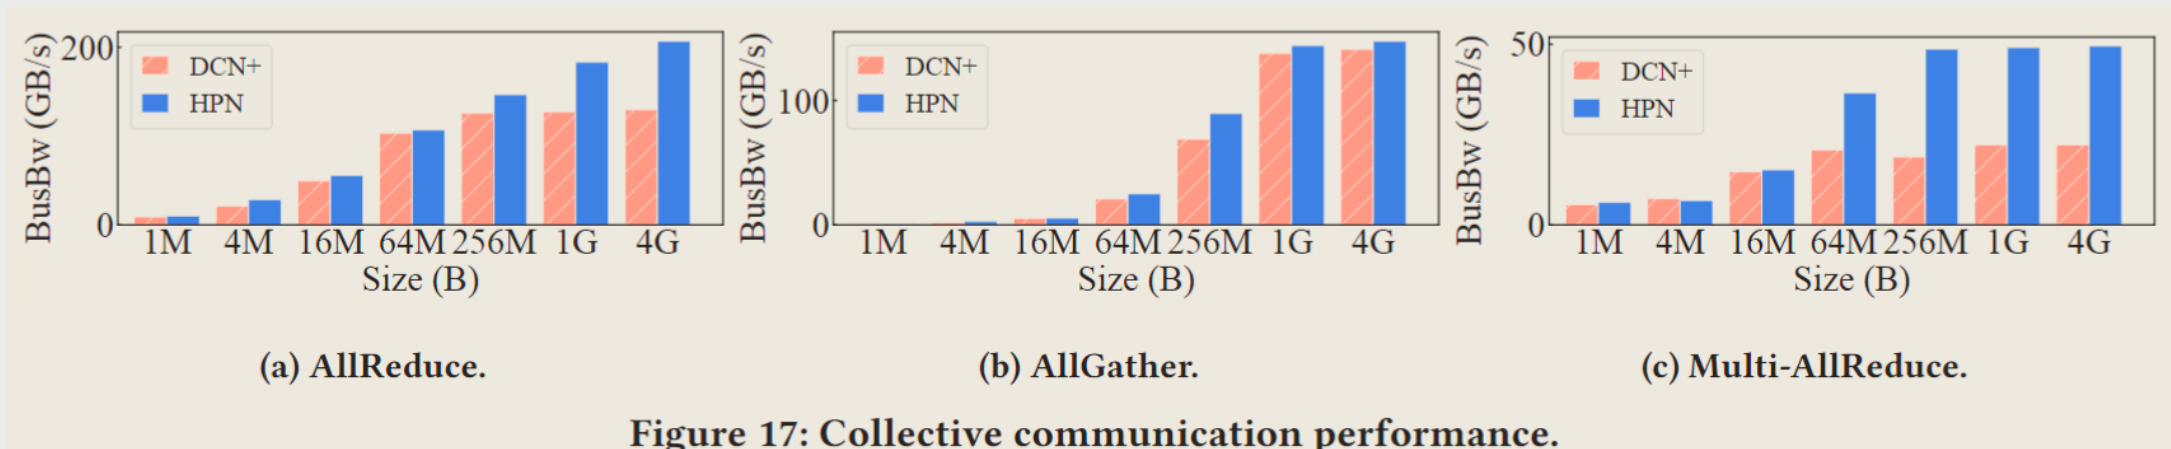 BusBw (GB/s)
200
0
DCN+
HPN
1M 4M 16M 64M 256M 1G 4G
Size (B)
(a) AllReduce.
BusBw (GB/s)
100
0
DCN+
HPN
1M 4M 16M 64M 256M 1G 4G
Size (B)
(b) AllGather.
BusBw (GB/s)
50
0
DCN+
HPN
1M 4M 16M 64M 256M 1G 4G
Size (B)
(c) Multi-AllReduce.
Figure 17: Collective communication performance.